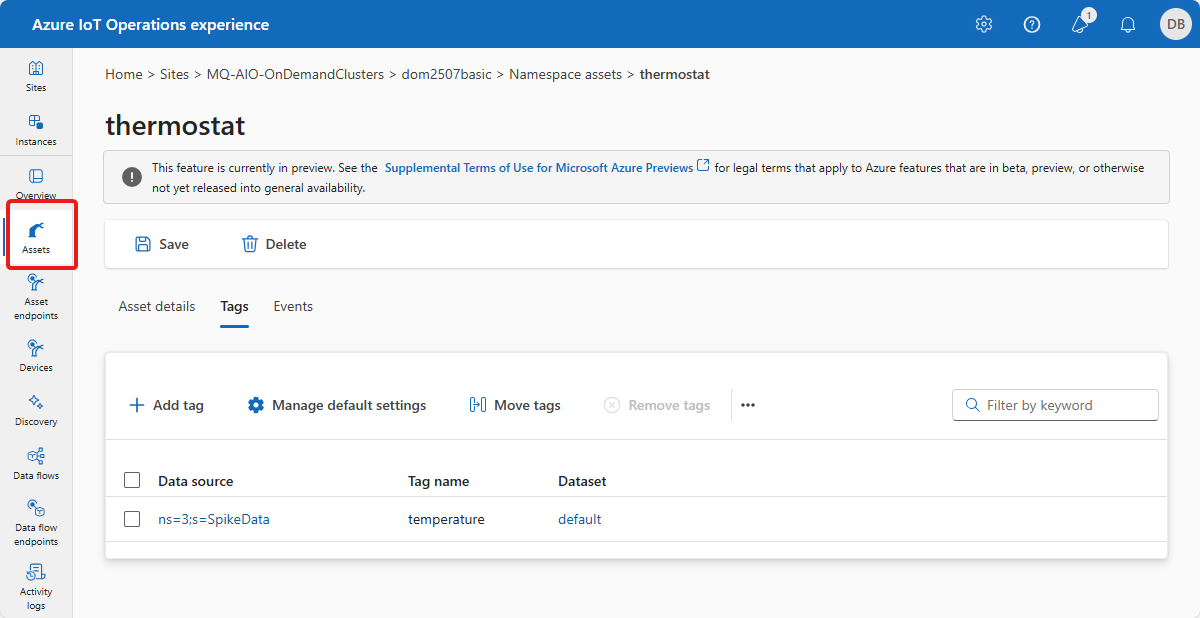 Azure IoT Operations experience
1
DB
Sites
Instances
Overview
Assets
Asset
endpoints
Devices
Discovery
Data flows
Data flow
endpoints
Activity
logs
Home > Sites > MQ-AIO-OnDemandClusters > dom2507basic > Namespace assets > thermostat
thermostat
This feature is currently in preview. See the Supplemental Terms of Use for Microsoft Azure Previews for legal terms that apply to Azure features that are in beta, preview, or otherwise
not yet released into general availability.
Save Delete
Asset details Tags Events
Add tag Manage default settings Move tags Remove tags ••• Filter by keyword
Data source Tag name Dataset
ns=3;s=SpikeData temperature default